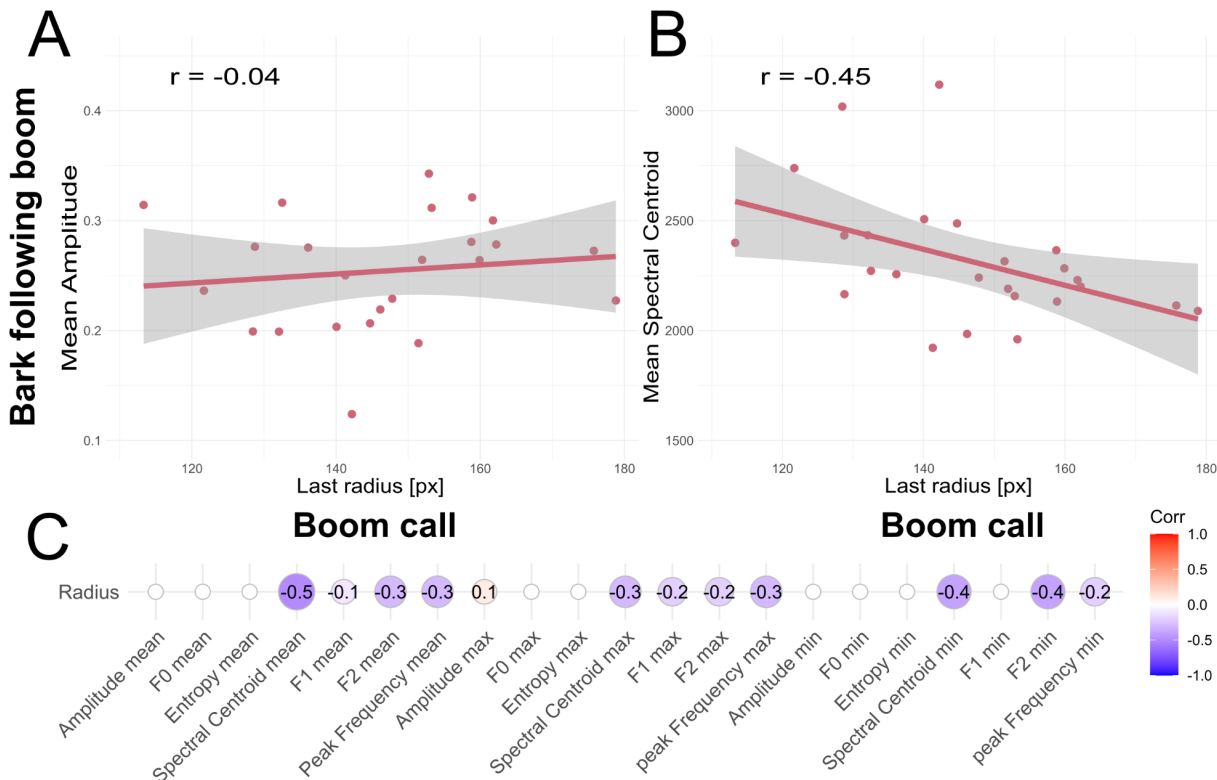 A
r = -0.04
0.4
0.3
0.2
0.1
Mean Amplitude
Bark following boom
120
140
160
180
Last radius [px]
Boom call
B
r = -0.45
3000
2500
2000
1500
Mean Spectral Centroid
120
140
160
180
Last radius [px]
Boom call
C
Radius
-0.5
-0.1
-0.3
-0.3
0.1
-0.3
-0.2
-0.2
-0.3
-0.4
-0.4
-0.2
Amplitude mean
F0 mean
Entropy mean
Spectral Centroid mean
F1 mean
F2 mean
Peak Frequency mean
Amplitude max
F0 max
Entropy max
Spectral Centroid max
F1 max
F2 max
peak Frequency max
Amplitude min
F0 min
Entropy min
Spectral Centroid min
F1 min
F2 min
peak Frequency min
Corr
1.0
0.5
0.0
-0.5
-1.0